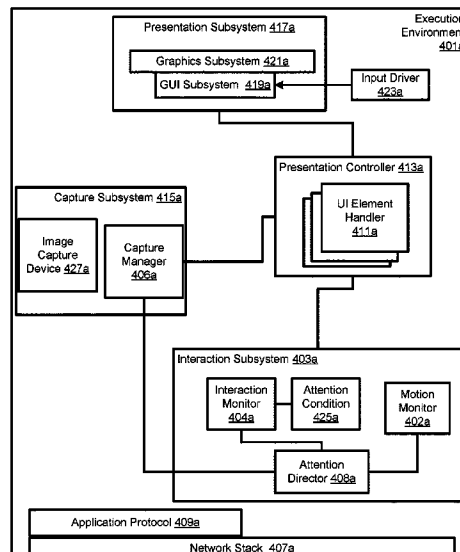 Execution
Environment
401a
Presentation Subsystem 417a
Graphics Subsystem
421a
GUI Subsystem 419a
Input Driver
423a
Presentation Controller
413a
UI Element
Handler
411a
Capture Subsystem 415a
Image
Capture
Device 427a
Capture
Manager
406a
Interaction Subsystem 403a
Interaction
Monitor
404a
Attention
Condition
425a
Motion
Monitor
402a
Attention
Director 408a
Application Protocol 409a
Network Stack 407a